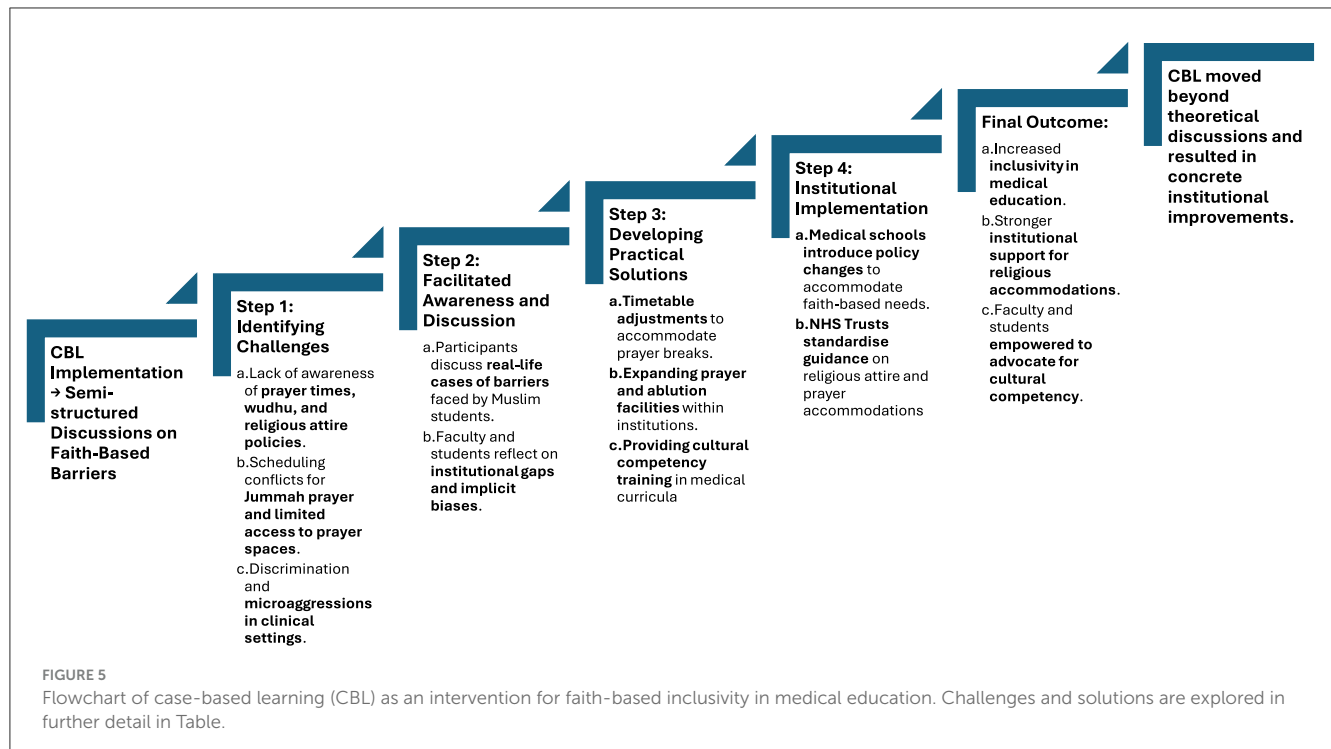 CBL
Implementation
→ Semi-
structured
Discussions on
Faith-Based
Barriers
Step 1:
Identifying
Challenges
a.Lack of awareness
of prayer times,
wudhu, and
religious attire
policies.
b.Scheduling
conflicts for
Jummah prayer
and limited
access to prayer
spaces.
c.Discrimination
and
microaggressions
in clinical
settings.
Step 2:
Facilitated
Awareness and
Discussion
a.Participants
discuss real-life
cases of barriers
faced by Muslim
students.
b.Faculty and
students reflect on
institutional gaps
and implicit
biases.
Step 3:
Developing
Practical
Solutions
a.Timetable
adjustments to
accommodate
prayer breaks.
b.Expanding prayer
and ablution
facilities within
institutions.
c.Providing cultural
competency
training in medical
curricula
Step 4:
Institutional
Implementation
a.Medical schools
introduce policy
changes to
accommodate
faith-based needs.
b.NHS Trusts
standardise
guidance on
religious attire and
prayer
accommodations
Final Outcome:
a.Increased
inclusivity in
medical
education.
b.Stronger
institutional
support for
religious
accommodations.
c.Faculty and
students
empowered to
advocate for
cultural
competency.
CBL moved
beyond
theoretical
discussions and
resulted in
concrete
institutional
improvements.
FIGURE 5
Flowchart of case-based learning (CBL) as an intervention for faith-based inclusivity in medical education. Challenges and solutions are explored in
further detail in Table.